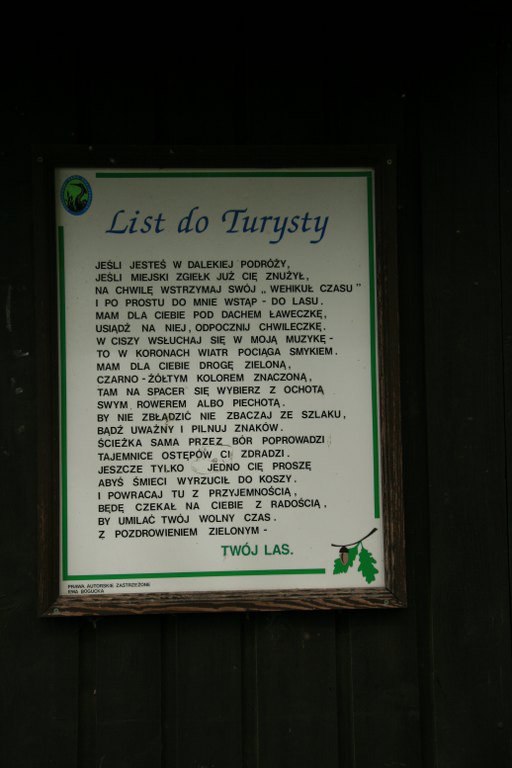 List do Turysty
JEŚLI JESTEŚ W DALEKIEJ PODRÓŻY,
JEŚLI MIEJSKI ZGIEŁK JUŻ CIĘ ZNUŻYŁ,
NA CHWILĘ WSTRZYMAJ SWÓJ „ WEHIKUŁ CZASU ”
I PO PROSTU DO MNIE WSTĄP - DO LASU.
MAM DLA CIEBIE POD DACHEM ŁAWECZKĘ,
USIĄDŹ NA NIEJ, ODPOCZNIJ CHWILECZKĘ.
W CISZY WSŁUCHAJ SIĘ W MOJĄ MUZYKĘ -
TO W KORONACH WIATR POCIĄGA SMYKIEM.
MAM DLA CIEBIE DROGĘ ZIELONĄ,
CZARNO - ŻÓŁTYM KOLOREM ZNACZONĄ,
TAM NA SPACER SIĘ WYBIERZ Z OCHOTĄ
SWYM ROWEREM ALBO PIECHOTĄ.
BY NIE ZBŁĄDZIĆ NIE ZBACZAJ ZE SZLAKU,
BĄDŹ UWAŻNY I PILNUJ ZNAKÓW.
ŚCIEŻKA SAMA PRZEZ BÓR POPROWADZI
TAJEMNICE OSTĘPÓW CI ZDRADZI.
JESZCZE TYLKO JEDNO CIĘ PROSZĘ
ABYŚ ŚMIECI WYRZUCIŁ DO KOSZY.
I POWRACAJ TU Z PRZYJEMNOŚCIĄ,
BĘDĘ CZEKAŁ NA CIEBIE Z RADOŚCIĄ,
BY UMILAĆ TWÓJ WOLNY CZAS.
Z POZDROWIENIEM ZIELONYM -
TWÓJ LAS.
PRAWA AUTORSKIE ZASTRZEŻONE
BOGUCKA